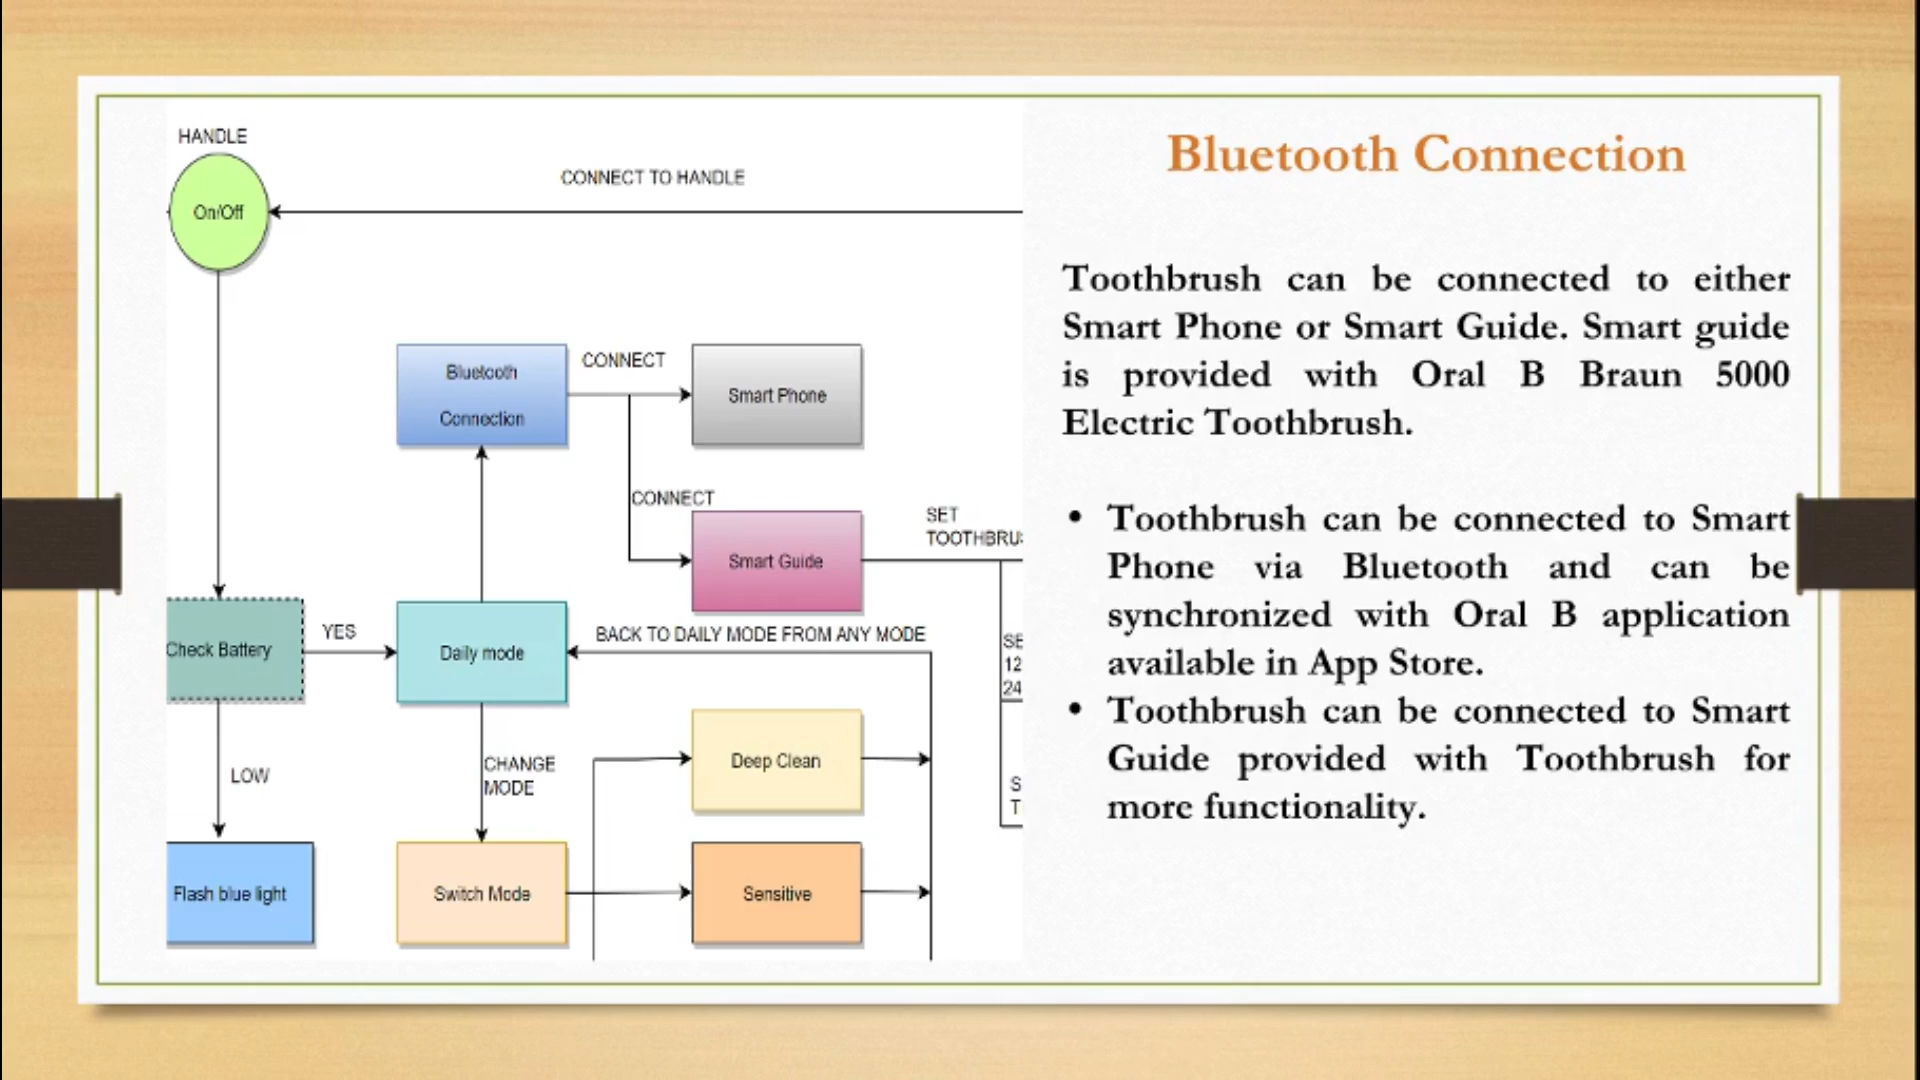 HANDLE
On/Off
CONNECT TO HANDLE
Bluetooth
Connection
CONNECT
Smart Phone
CONNECT
Smart Guide
SET
Check Battery
YES
Daily mode
BACK TO DAILY MODE FROM ANY MODE
12
24
LOW
CHANGE
MODE
Deep Clean
Flash blue light
Switch Mode
Sensitive
Bluetooth Connection
Toothbrush can be connected to either
Smart Phone or Smart Guide. Smart guide
is provided with Oral B Braun 5000
Electric Toothbrush.
• Toothbrush can be connected to Smart
Phone via Bluetooth and can be
synchronized with Oral B application
available in App Store.
• Toothbrush can be connected to Smart
Guide provided with Toothbrush for
more functionality.